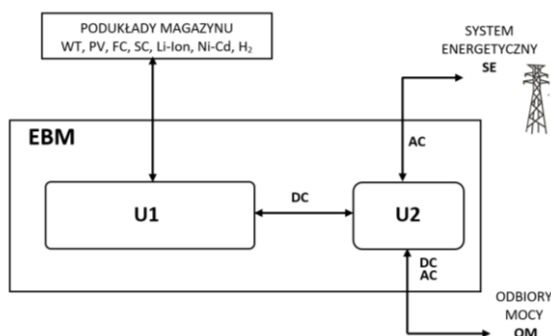 PODUKŁADY MAGAZYNU
WT, PV, FC, SC, Li-Ion, Ni-Cd, H₂
SYSTEM
ENERGETYCZNY
SE
AC
EBM
U1
DC
U2
DC
AC
ODBIORY
MOCY
OM